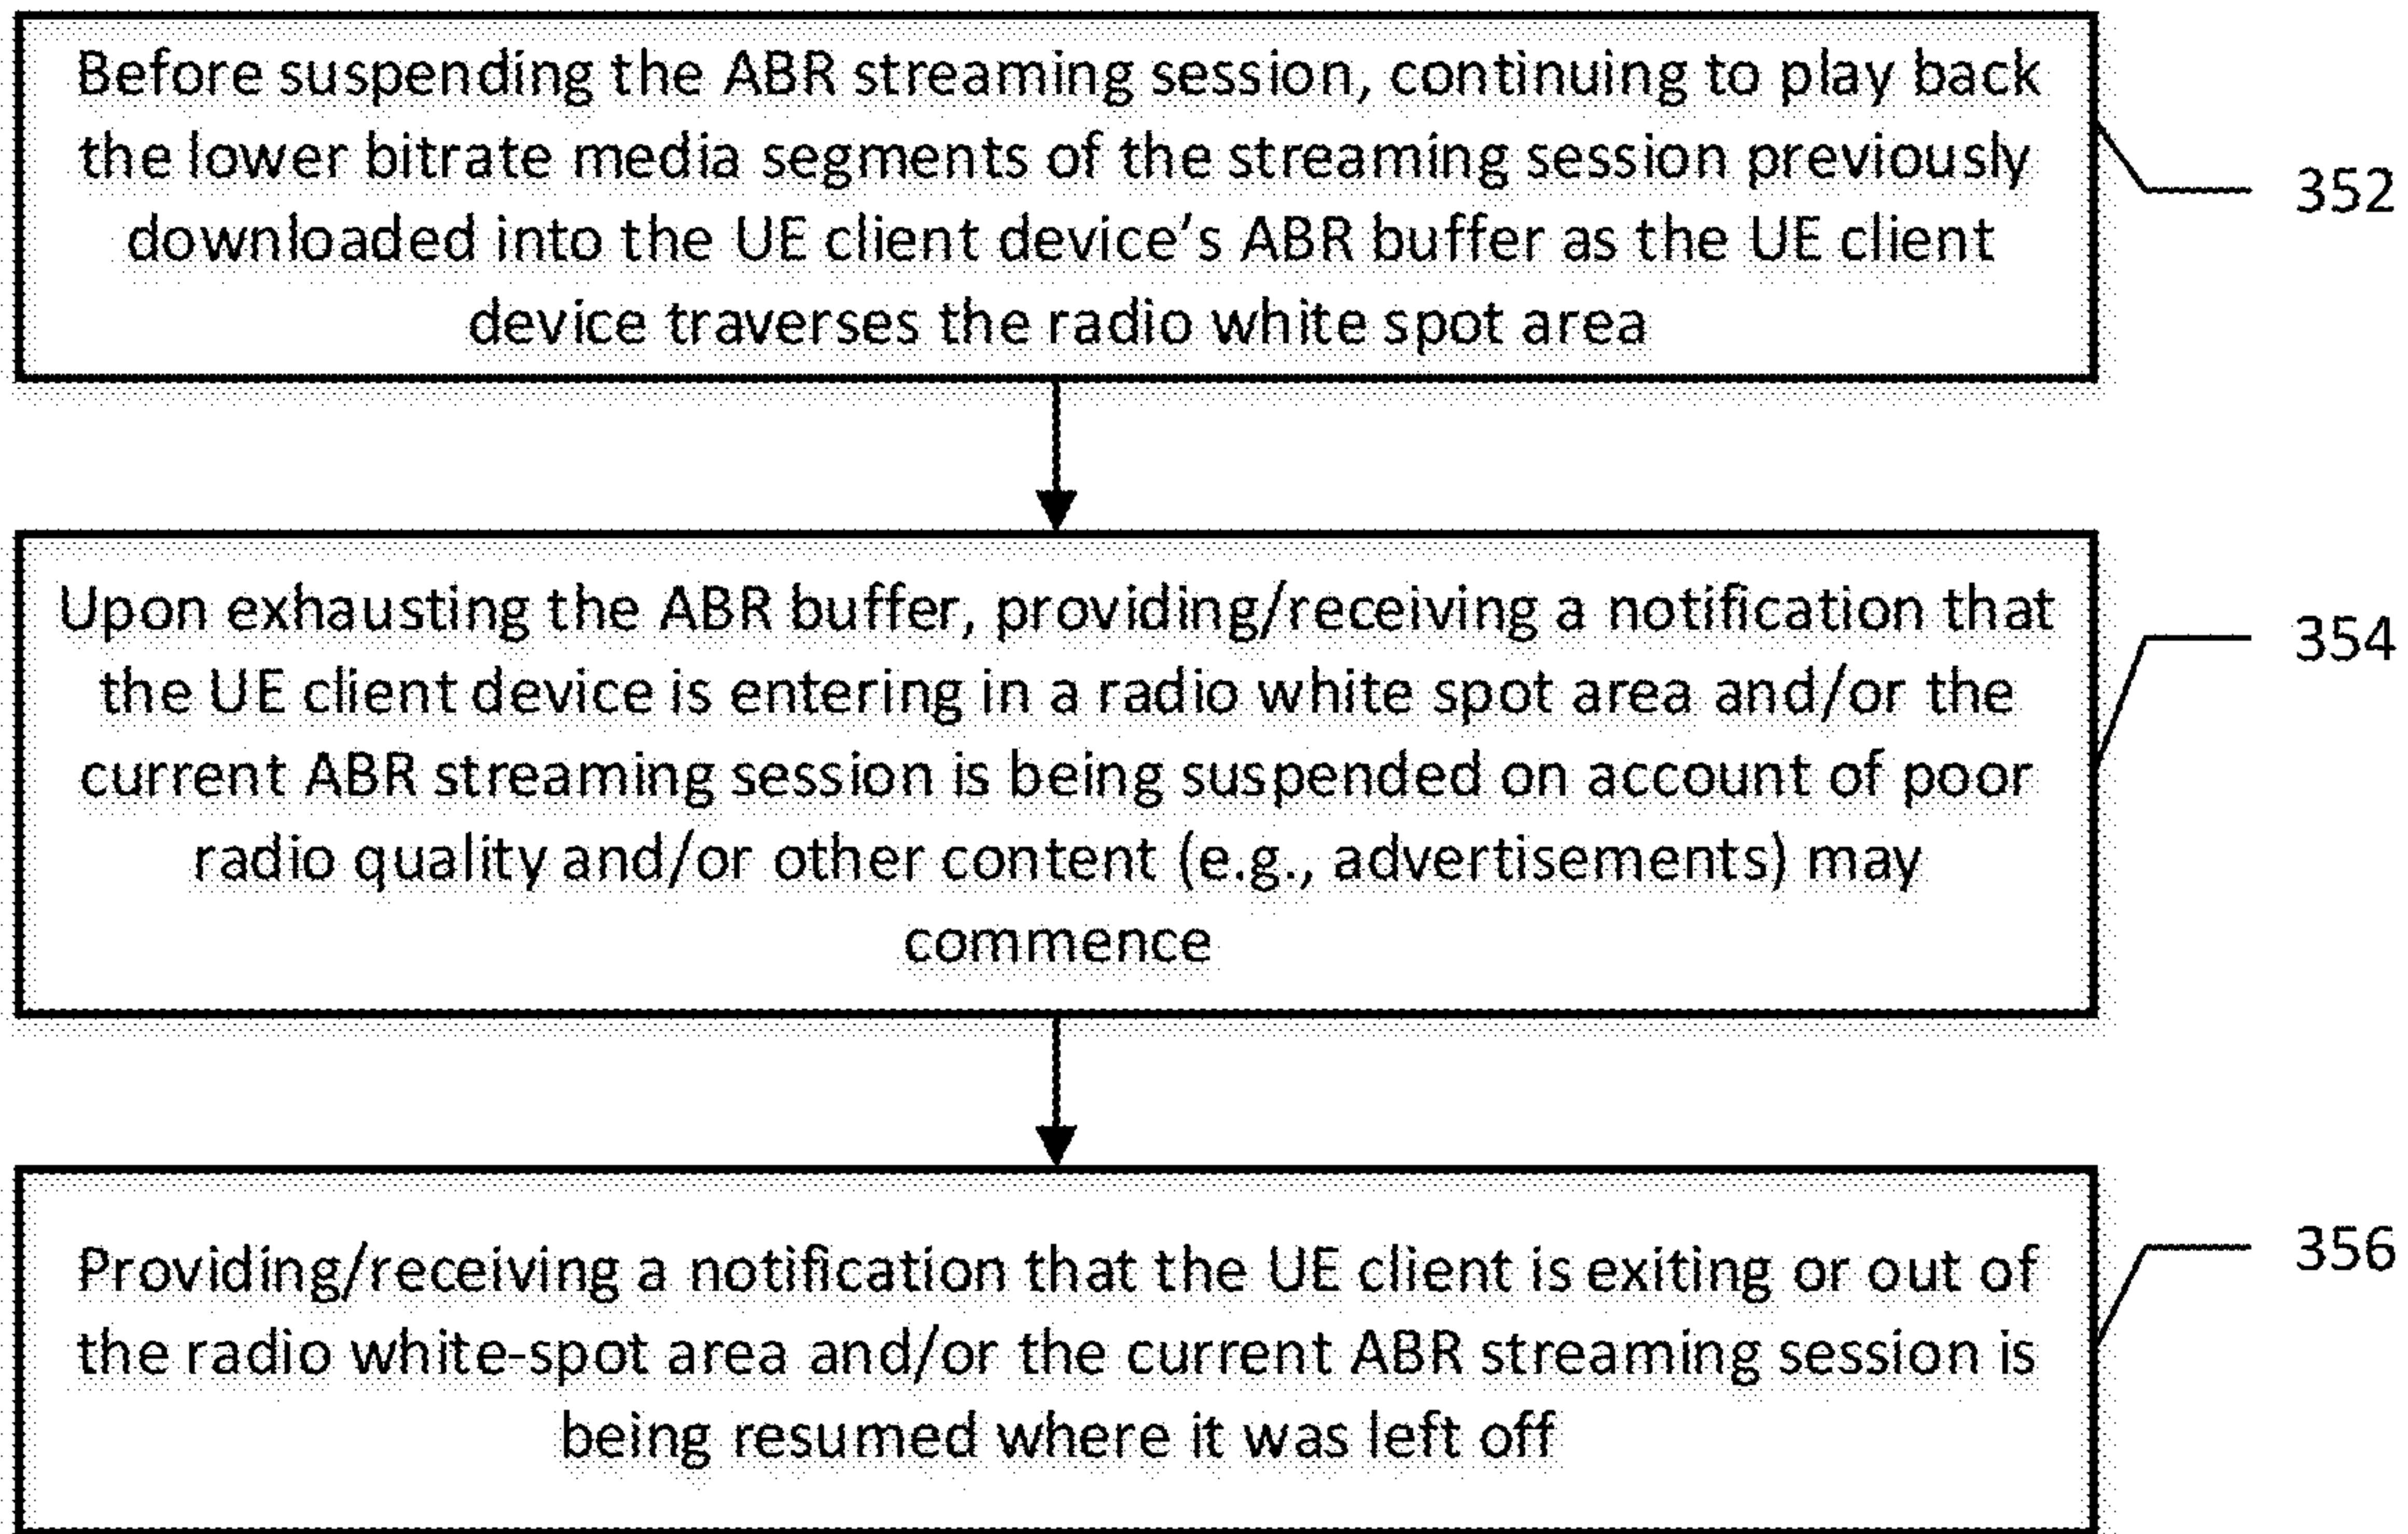 Before suspending the ABR streaming session, continuing to play back
the lower bitrate media segments of the streaming session previously
downloaded into the UE client device’s ABR buffer as the UE client
device traverses the radio white spot area
352
Upon exhausting the ABR buffer, providing/receiving a notification that
the UE client device is entering in a radio white spot area and/or the
current ABR streaming session is being suspended on account of poor
radio quality and/or other content (e.g., advertisements) may
commence
354
Providing/receiving a notification that the UE client is exiting or out of
the radio white-spot area and/or the current ABR streaming session is
being resumed where it was left off
356